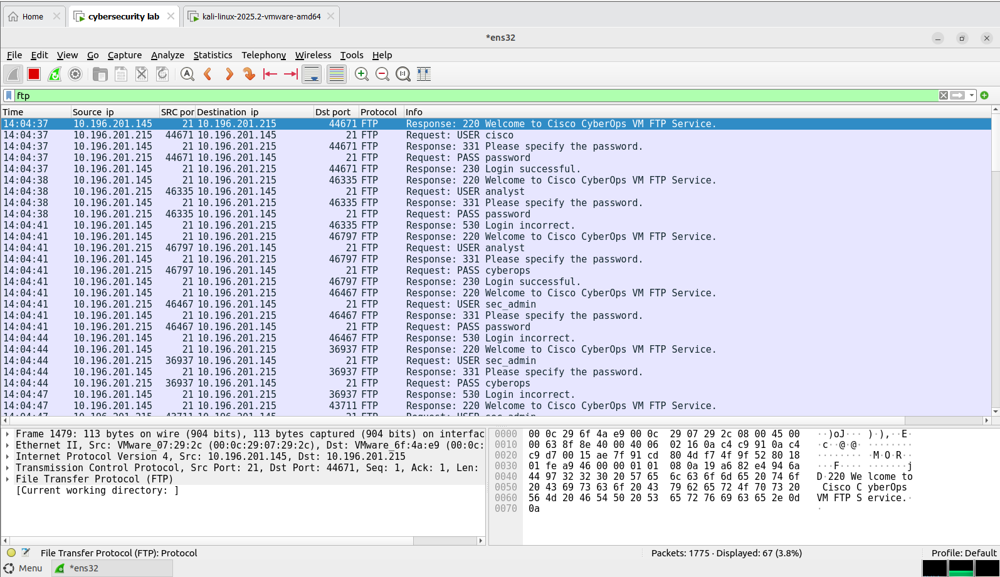 Home
cybersecurity lab
kali-linux-2025.2-vmware-amd64
*ens32
File Edit View Go Capture Analyze Statistics Telephony Wireless Tools Help
ftp
Time Source ip SRC por Destination ip Dst port Protocol Info
14:04:37 10.196.201.145 21 10.196.201.215 44671 FTP Response: 220 Welcome to Cisco CyberOps VM FTP Service.
14:04:37 10.196.201.215 44671 10.196.201.145 21 FTP Request: USER cisco
14:04:37 10.196.201.145 21 10.196.201.215 44671 FTP Response: 331 Please specify the password.
14:04:37 10.196.201.215 44671 10.196.201.145 21 FTP Request: PASS password
14:04:37 10.196.201.145 21 10.196.201.215 44671 FTP Response: 230 Login successful.
14:04:38 10.196.201.145 21 10.196.201.215 46335 FTP Response: 220 Welcome to Cisco CyberOps VM FTP Service.
14:04:38 10.196.201.215 46335 10.196.201.145 21 FTP Request: USER analyst
14:04:38 10.196.201.145 21 10.196.201.215 46335 FTP Response: 331 Please specify the password.
14:04:38 10.196.201.215 46335 10.196.201.145 21 FTP Request: PASS password
14:04:41 10.196.201.145 21 10.196.201.215 46335 FTP Response: 530 Login incorrect.
14:04:41 10.196.201.145 21 10.196.201.215 46797 FTP Response: 220 Welcome to Cisco CyberOps VM FTP Service.
14:04:41 10.196.201.215 46797 10.196.201.145 21 FTP Request: USER analyst
14:04:41 10.196.201.145 21 10.196.201.215 46797 FTP Response: 331 Please specify the password.
14:04:41 10.196.201.215 46797 10.196.201.145 21 FTP Request: PASS cyberops
14:04:41 10.196.201.145 21 10.196.201.215 46797 FTP Response: 230 Login successful.
14:04:41 10.196.201.145 21 10.196.201.215 46467 FTP Response: 220 Welcome to Cisco CyberOps VM FTP Service.
14:04:41 10.196.201.215 46467 10.196.201.145 21 FTP Request: USER sec_admin
14:04:41 10.196.201.145 21 10.196.201.215 46467 FTP Response: 331 Please specify the password.
14:04:41 10.196.201.215 46467 10.196.201.145 21 FTP Request: PASS password
14:04:44 10.196.201.145 21 10.196.201.215 46467 FTP Response: 530 Login incorrect.
14:04:44 10.196.201.145 21 10.196.201.215 36937 FTP Response: 220 Welcome to Cisco CyberOps VM FTP Service.
14:04:44 10.196.201.215 36937 10.196.201.145 21 FTP Request: USER sec_admin
14:04:44 10.196.201.145 21 10.196.201.215 36937 FTP Response: 331 Please specify the password.
14:04:44 10.196.201.215 36937 10.196.201.145 21 FTP Request: PASS cyberops
14:04:47 10.196.201.145 21 10.196.201.215 36937 FTP Response: 530 Login incorrect.
14:04:47 10.196.201.145 21 10.196.201.215 43711 FTP Response: 220 Welcome to Cisco CyberOps VM FTP Service.
14:04:47 10.196.201.215 43711 10.196.201.145 21 FTP Request: USER sec_admin
Frame 1479: 113 bytes on wire (904 bits), 113 bytes captured (904 bits) on interfac
Ethernet II, Src: VMware_07:29:2c (00:0c:29:07:29:2c), Dst: VMware_6f:4a:e9 (00:0c:
Internet Protocol Version 4, Src: 10.196.201.145, Dst: 10.196.201.215
Transmission Control Protocol, Src Port: 21, Dst Port: 44671, Seq: 1, Ack: 1, Len:
File Transfer Protocol (FTP)
[Current working directory: ]
0000 00 0c 29 6f 4a e9 00 0c 29 07 29 2c 08 00 45 00 ··)oJ··· )·),··E·
0010 00 63 8f 8e 40 00 40 06 02 16 0a c4 c9 91 0a c4 ·c··@·@· ········
0020 c9 d7 00 15 ae 7f 91 cd 80 4d f7 4f 9f 52 80 18 ········ ·M·O·R··
0030 01 fe a9 46 00 00 01 01 08 0a 19 a6 82 e4 94 6a ···F···· ·······j
0040 44 97 32 32 30 20 57 65 6c 63 6f 6d 65 20 74 6f D·220 We lcome to
0050 20 43 69 73 63 6f 20 43 79 62 65 72 4f 70 73 20 Cisco C yberOps
0060 56 4d 20 46 54 50 20 53 65 72 76 69 63 65 2e 0d VM FTP S ervice.·
0070 0a ·
File Transfer Protocol (FTP): Protocol
Packets: 1775 · Displayed: 67 (3.8%)
Profile: Default
Menu
*ens32